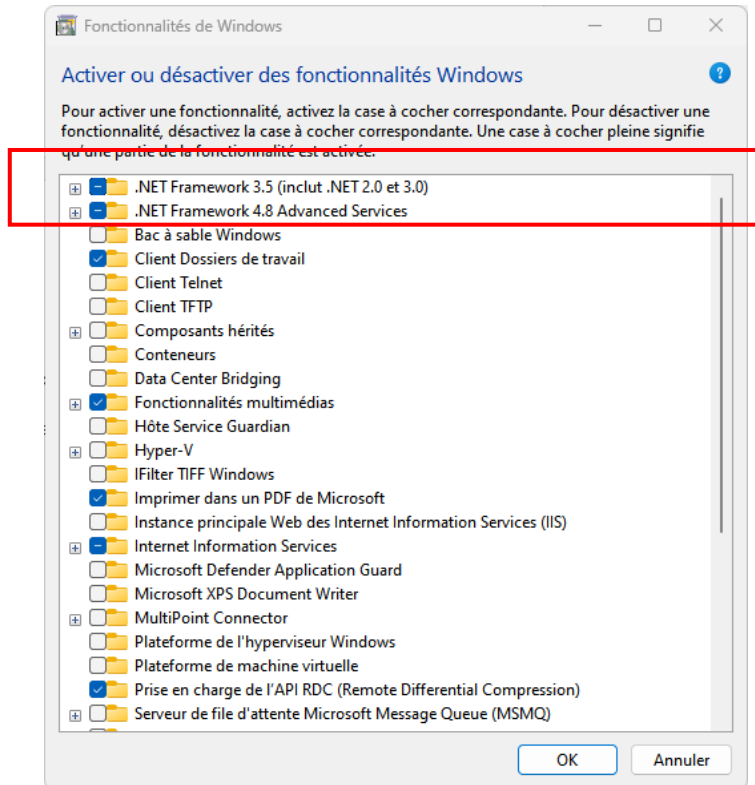 Fonctionnalités de Windows
Activer ou désactiver des fonctionnalités Windows
?
Pour activer une fonctionnalité, activez la case à cocher correspondante. Pour désactiver une
fonctionnalité, désactivez la case à cocher correspondante. Une case à cocher pleine signifie
qu'une partie de la fonctionnalité est activée.
.NET Framework 3.5 (inclut .NET 2.0 et 3.0)
.NET Framework 4.8 Advanced Services
Bac à sable Windows
Client Dossiers de travail
Client Telnet
Client TFTP
Composants hérités
Conteneurs
Data Center Bridging
Fonctionnalités multimédias
Hôte Service Guardian
Hyper-V
IFilter TIFF Windows
Imprimer dans un PDF de Microsoft
Instance principale Web des Internet Information Services (IIS)
Internet Information Services
Microsoft Defender Application Guard
Microsoft XPS Document Writer
MultiPoint Connector
Plateforme de l'hyperviseur Windows
Plateforme de machine virtuelle
Prise en charge de l’API RDC (Remote Differential Compression)
Serveur de file d'attente Microsoft Message Queue (MSMQ)
OK
Annuler